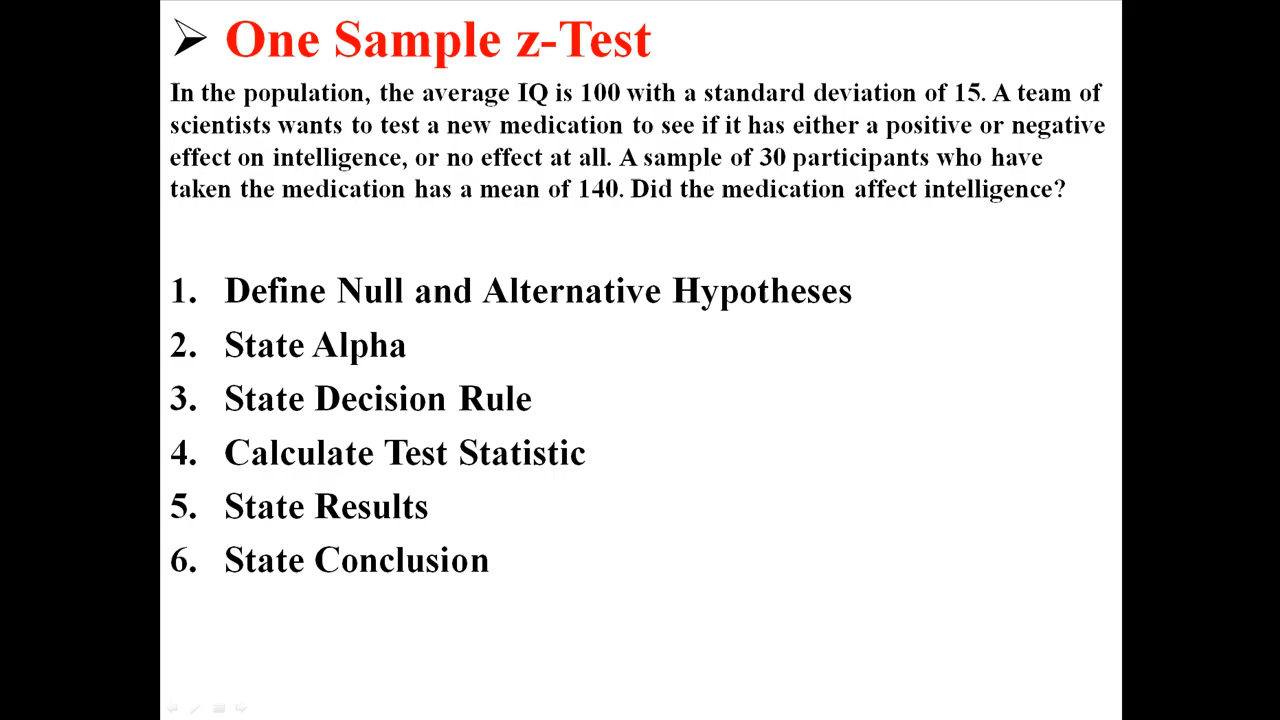 ➢ One Sample z-Test
In the population, the average IQ is 100 with a standard deviation of 15. A team of
scientists wants to test a new medication to see if it has either a positive or negative
effect on intelligence, or no effect at all. A sample of 30 participants who have
taken the medication has a mean of 140. Did the medication affect intelligence?
1. Define Null and Alternative Hypotheses
2. State Alpha
3. State Decision Rule
4. Calculate Test Statistic
5. State Results
6. State Conclusion